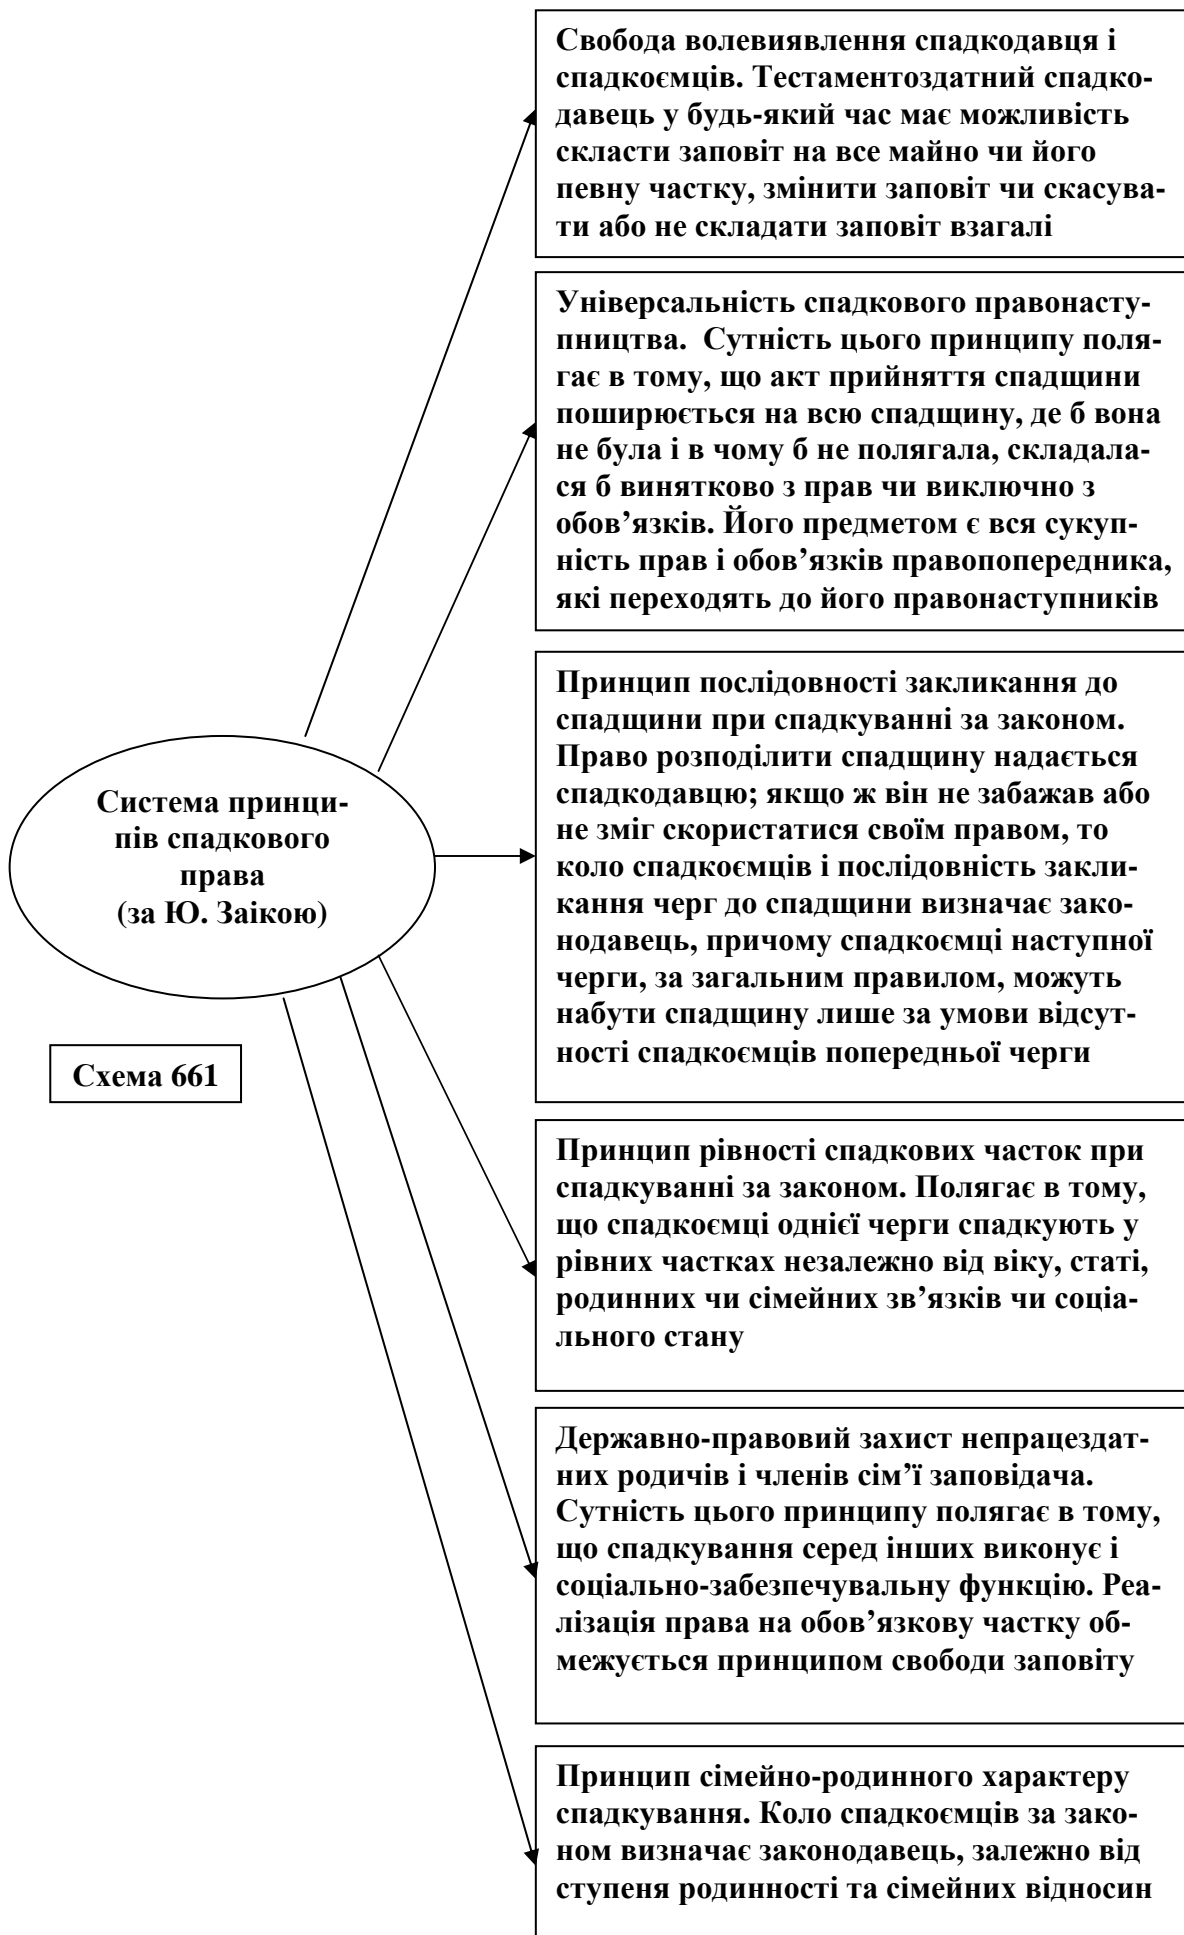 Свобода волевиявлення спадкодавця і
спадкоємців. Тестаментоздатний спадко-
давець у будь-який час має можливість
скласти заповіт на все майно чи його
певну частку, змінити заповіт чи скасува-
ти або не складати заповіт взагалі
Універсальність спадкового правонасту-
пництва. Сутність цього принципу поля-
гає в тому, що акт прийняття спадщини
поширюється на всю спадщину, де б вона
не була і в чому б не полягала, складала-
ся б винятково з прав чи виключно з
обов’язків. Його предметом є вся сукуп-
ність прав і обов’язків правопопередника,
які переходять до його правонаступників
Принцип послідовності закликання до
спадщини при спадкуванні за законом.
Право розподілити спадщину надається
спадкодавцю; якщо ж він не забажав або
не зміг скористатися своїм правом, то
коло спадкоємців і послідовність закли-
кання черг до спадщини визначає зако-
нодавець, причому спадкоємці наступної
черги, за загальним правилом, можуть
набути спадщину лише за умови відсут-
ності спадкоємців попередньої черги
Система принци-
пів спадкового
права
(за Ю. Заікою)
Схема 661
Принцип рівності спадкових часток при
спадкуванні за законом. Полягає в тому,
що спадкоємці однієї черги спадкують у
рівних частках незалежно від віку, статі,
родинних чи сімейних зв’язків чи соціа-
льного стану
Державно-правовий захист непрацездат-
них родичів і членів сім’ї заповідача.
Сутність цього принципу полягає в тому,
що спадкування серед інших виконує і
соціально-забезпечувальну функцію. Реа-
лізація права на обов’язкову частку об-
межується принципом свободи заповіту
Принцип сімейно-родинного характеру
спадкування. Коло спадкоємців за зако-
ном визначає законодавець, залежно від
ступеня родинності та сімейних відносин